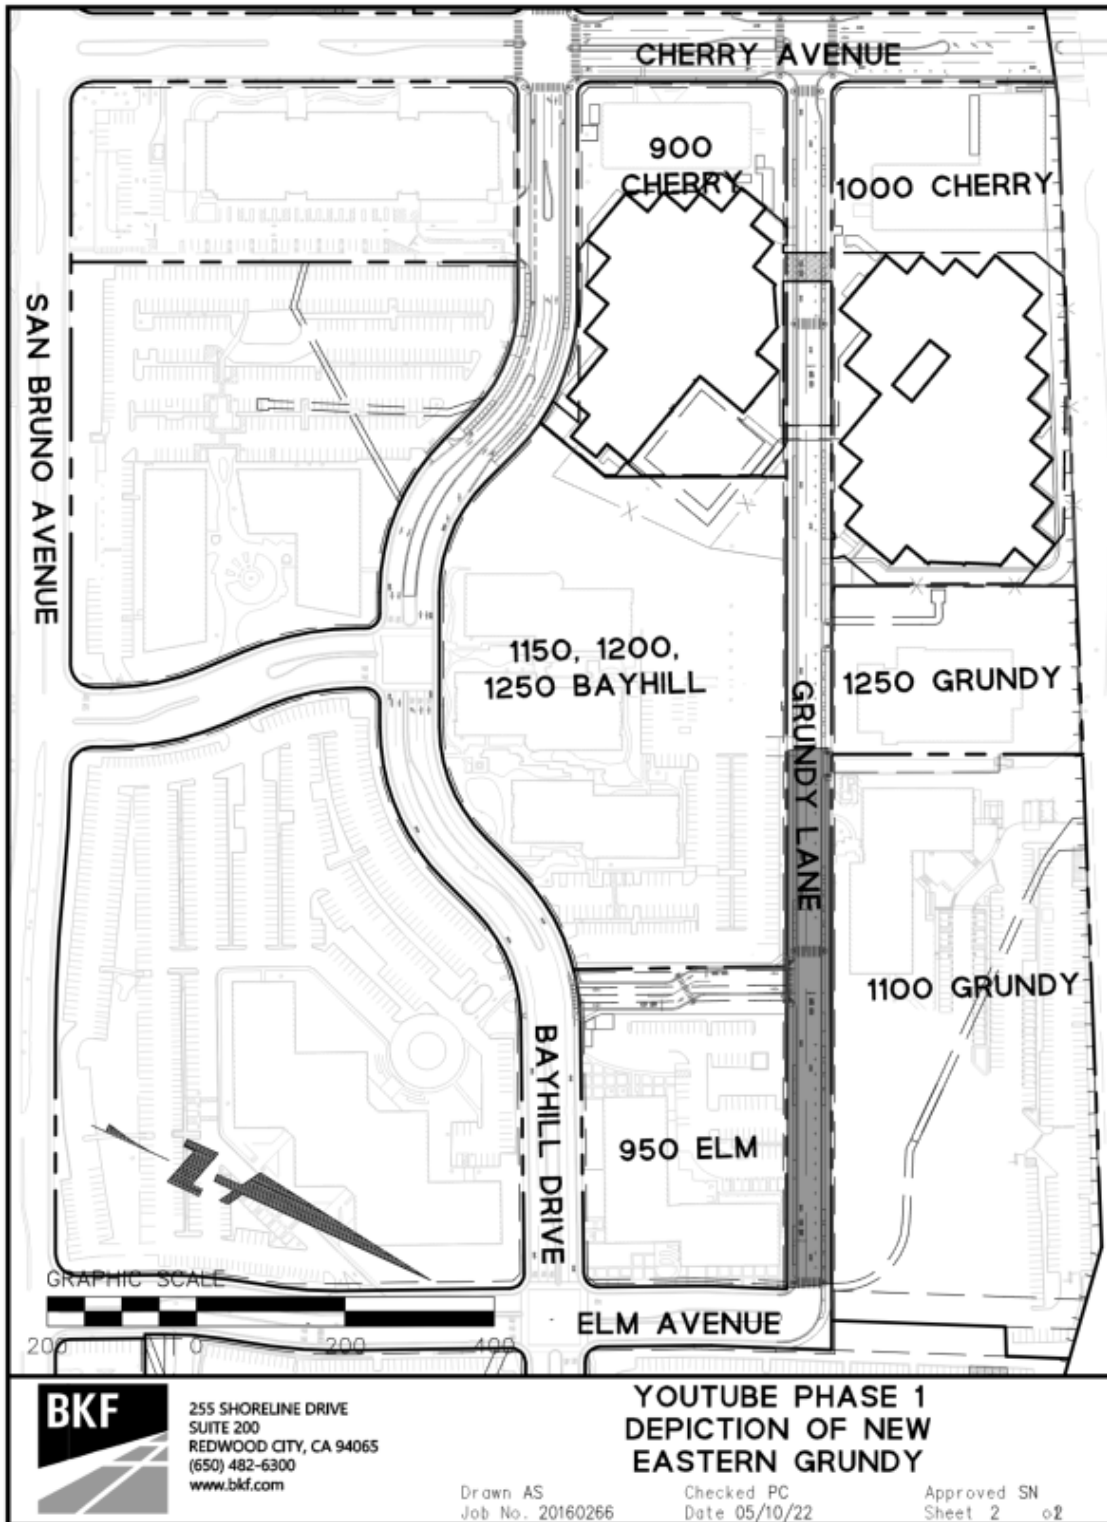 CHERRY AVENUE
900
CHERRY
1000 CHERRY
SAN BRUNO AVENUE
1150, 1200,
1250 BAYHILL
1250 GRUNDY
GRUNDY LANE
1100 GRUNDY
BAYHILL DRIVE
950 ELM
Z
GRAPHIC SCALE
200 0 200 400
ELM AVENUE
BKF
255 SHORELINE DRIVE
SUITE 200
REDWOOD CITY, CA 94065
(650) 482-6300
www.bkf.com
YOUTUBE PHASE 1
DEPICTION OF NEW
EASTERN GRUNDY
Drawn AS Checked PC Approved SN
Job No. 20160266 Date 05/10/22 Sheet 2 of 2